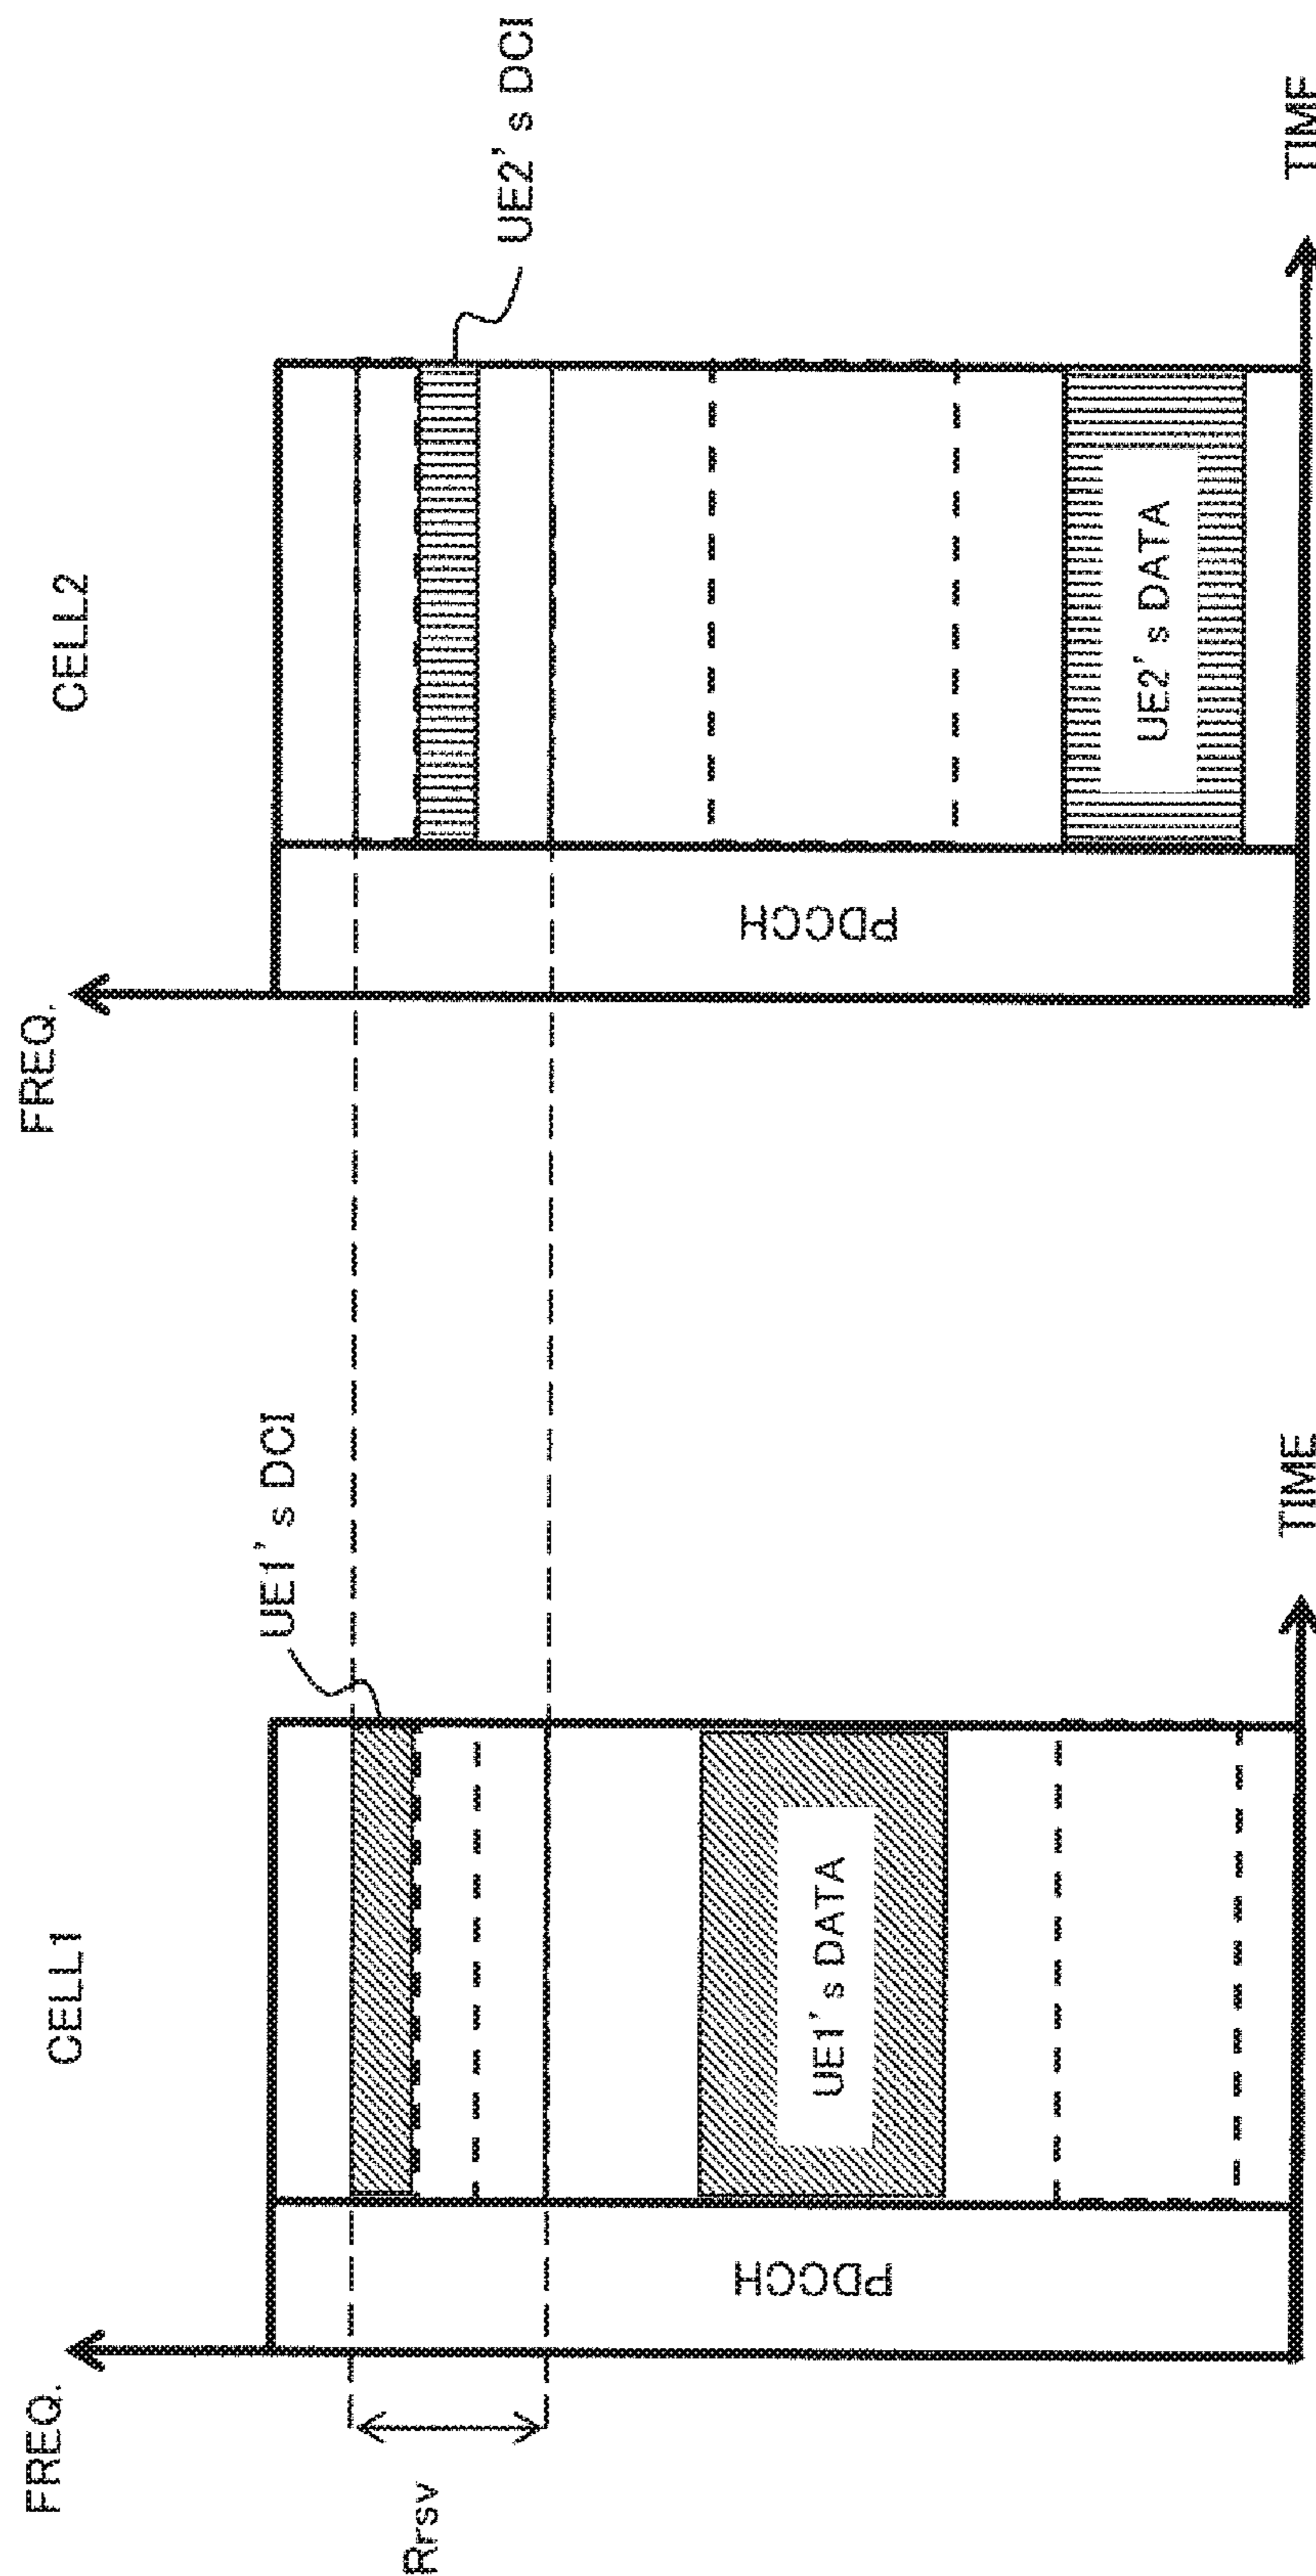 CELL1
FREQ.
Rrsv
PDCCH
UE1's DCI
UE1's DATA
TIME
CELL2
FREQ.
PDCCH
UE2's DCI
UE2's DATA
TIME